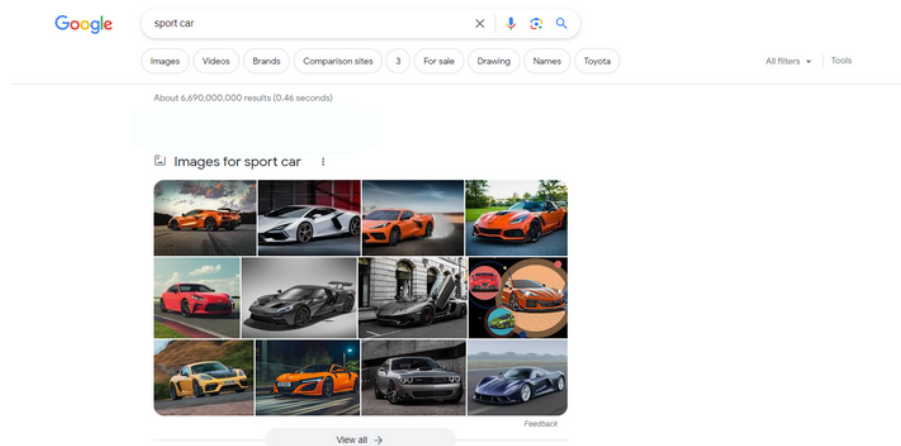 Google
sport car
Images Videos Brands Comparison sites 3 For sale Drawing Names Toyota All filters Tools
About 6,690,000,000 results (0.46 seconds)
Images for sport car
Feedback
View all →